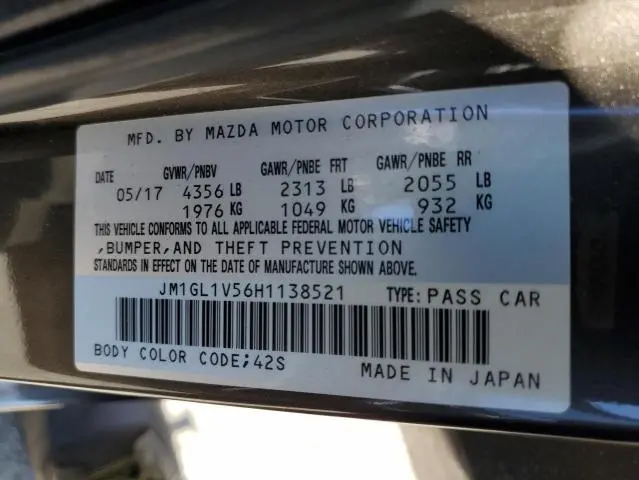 MFD. BY MAZDA MOTOR CORPORATION
DATE GVWR/PNBV GAWR/PNBE FRT GAWR/PNBE RR
05/17 4356 LB 2313 LB 2055 LB
1976 KG 1049 KG 932 KG
THIS VEHICLE CONFORMS TO ALL APPLICABLE FEDERAL MOTOR VEHICLE SAFETY
,BUMPER,AND THEFT PREVENTION
STANDARDS IN EFFECT ON THE DATE OF MANUFACTURE SHOWN ABOVE.
JM1GL1V56H1138521 TYPE:PASS CAR
BODY COLOR CODE;42S MADE IN JAPAN